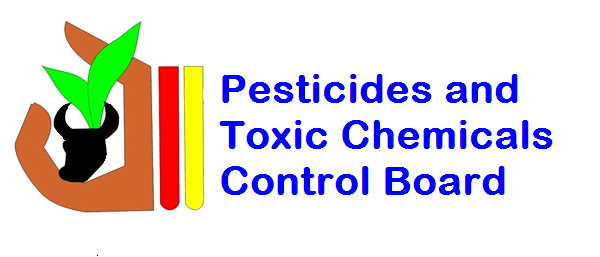 Pesticides and
Toxic Chemicals
Control Board